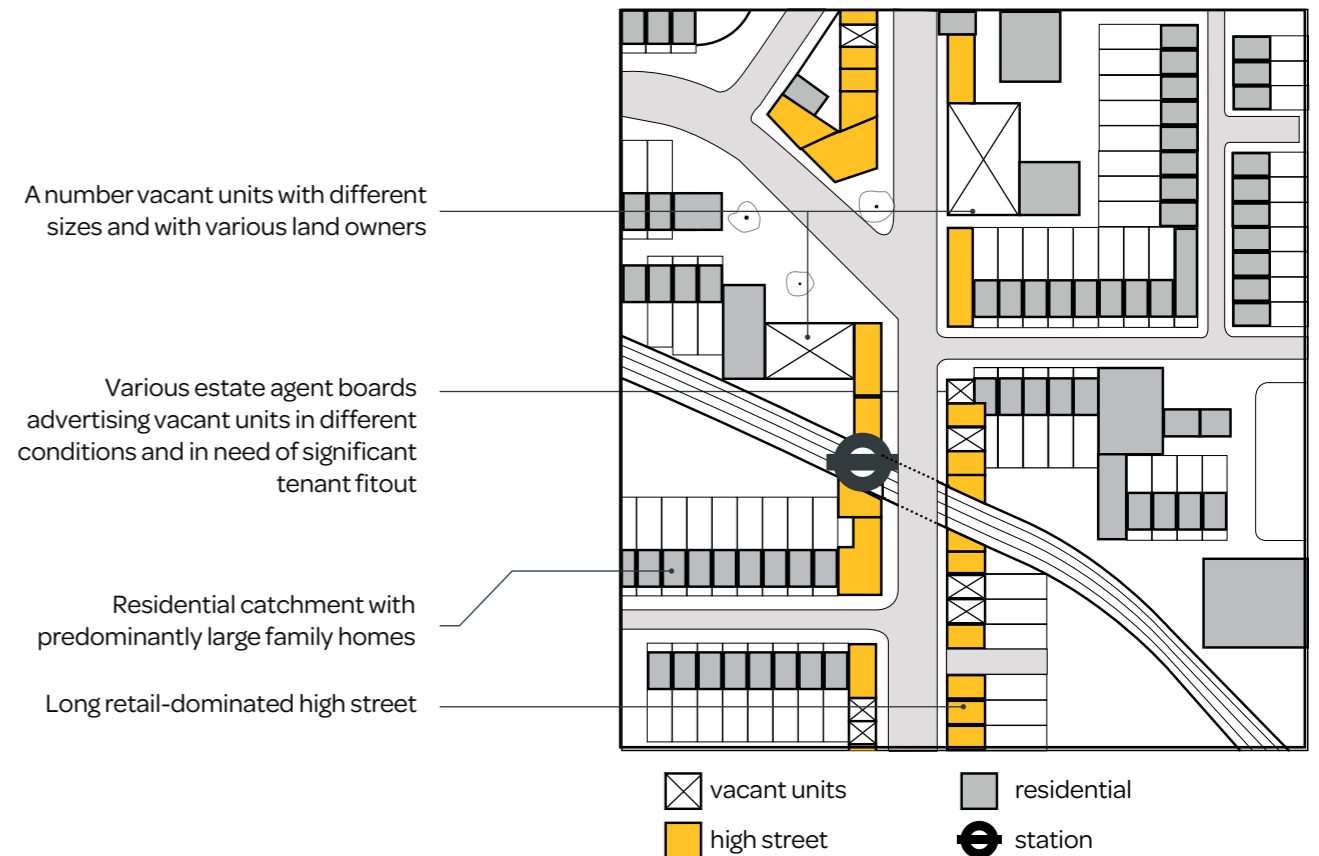 A number vacant units with different
sizes and with various land owners
Various estate agent boards
advertising vacant units in different
conditions and in need of significant
tenant fitout
Residential catchment with
predominantly large family homes
Long retail-dominated high street
vacant units
residential
high street
station